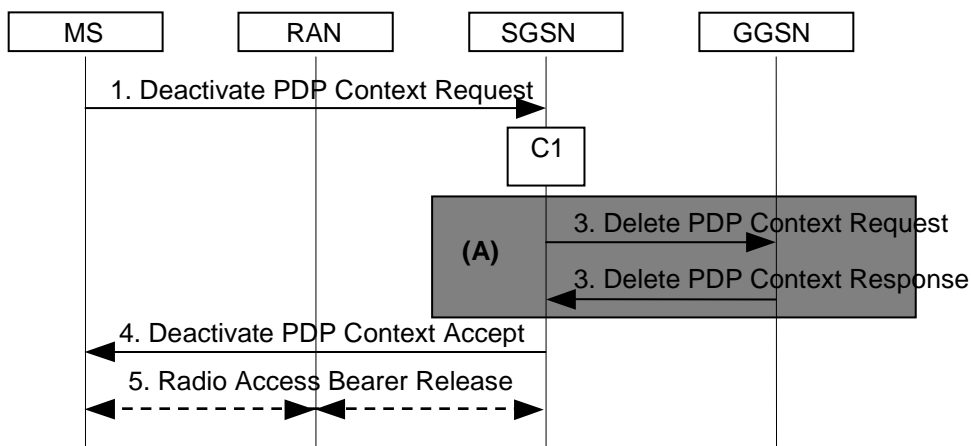 MS
RAN
SGSN
GGSN
1. Deactivate PDP Context Request
C1
3. Delete PDP Context Request
(A)
3. Delete PDP Context Response
4. Deactivate PDP Context Accept
5. Radio Access Bearer Release